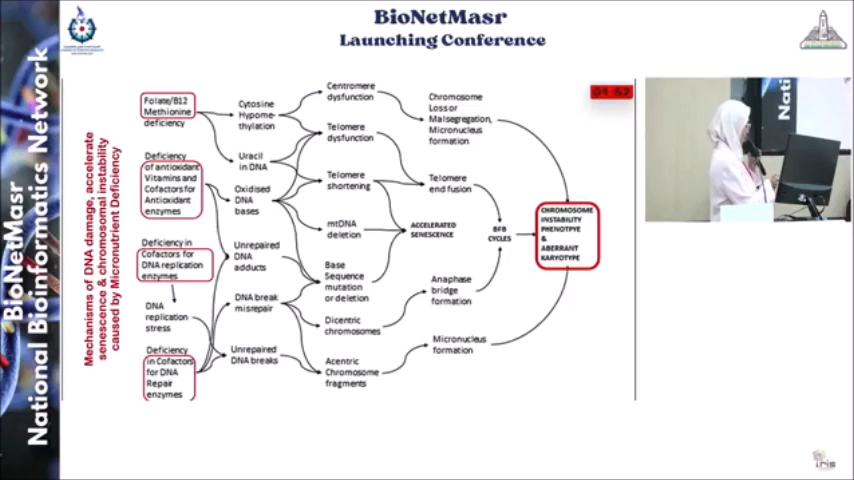 BioNetMasr
Launching Conference
BioNetMasr
National Bioinformatics Network
Mechanisms of DNA damage, accelerate
senescence & chromosomal instability
caused by Micronutrient Deficiency
Folate/B12
Methionine
deficiency
Deficiency
of antioxidant
Vitamins and
Cofactors for
Antioxidant
enzymes
Deficiency in
Cofactors for
DNA replication
enzymes
DNA
replication
stress
Deficiency
in Cofactors
for DNA
Repair
enzymes
Cytosine
Hypome-
thylation
Uracil
in DNA
Oxidised
DNA
bases
Unrepaired
DNA
adducts
DNA break
misrepair
Unrepaired
DNA breaks
Centromere
dysfunction
Telomere
dysfunction
Telomere
shortening
mtDNA
deletion
Base
Sequence
mutation
or deletion
Dicentric
chromosomes
Acentric
Chromosome
fragments
Chromosome
Loss or
Malsegregation,
Micronucleus
formation
Telomere
end fusion
ACCELERATED
SENESCENCE
Anaphase
bridge
formation
Micronucleus
formation
BFB
CYCLES
CHROMOSOME
INSTABILITY
PHENOTPYE
&
ABERRANT
KARYOTYPE
Nati
iris